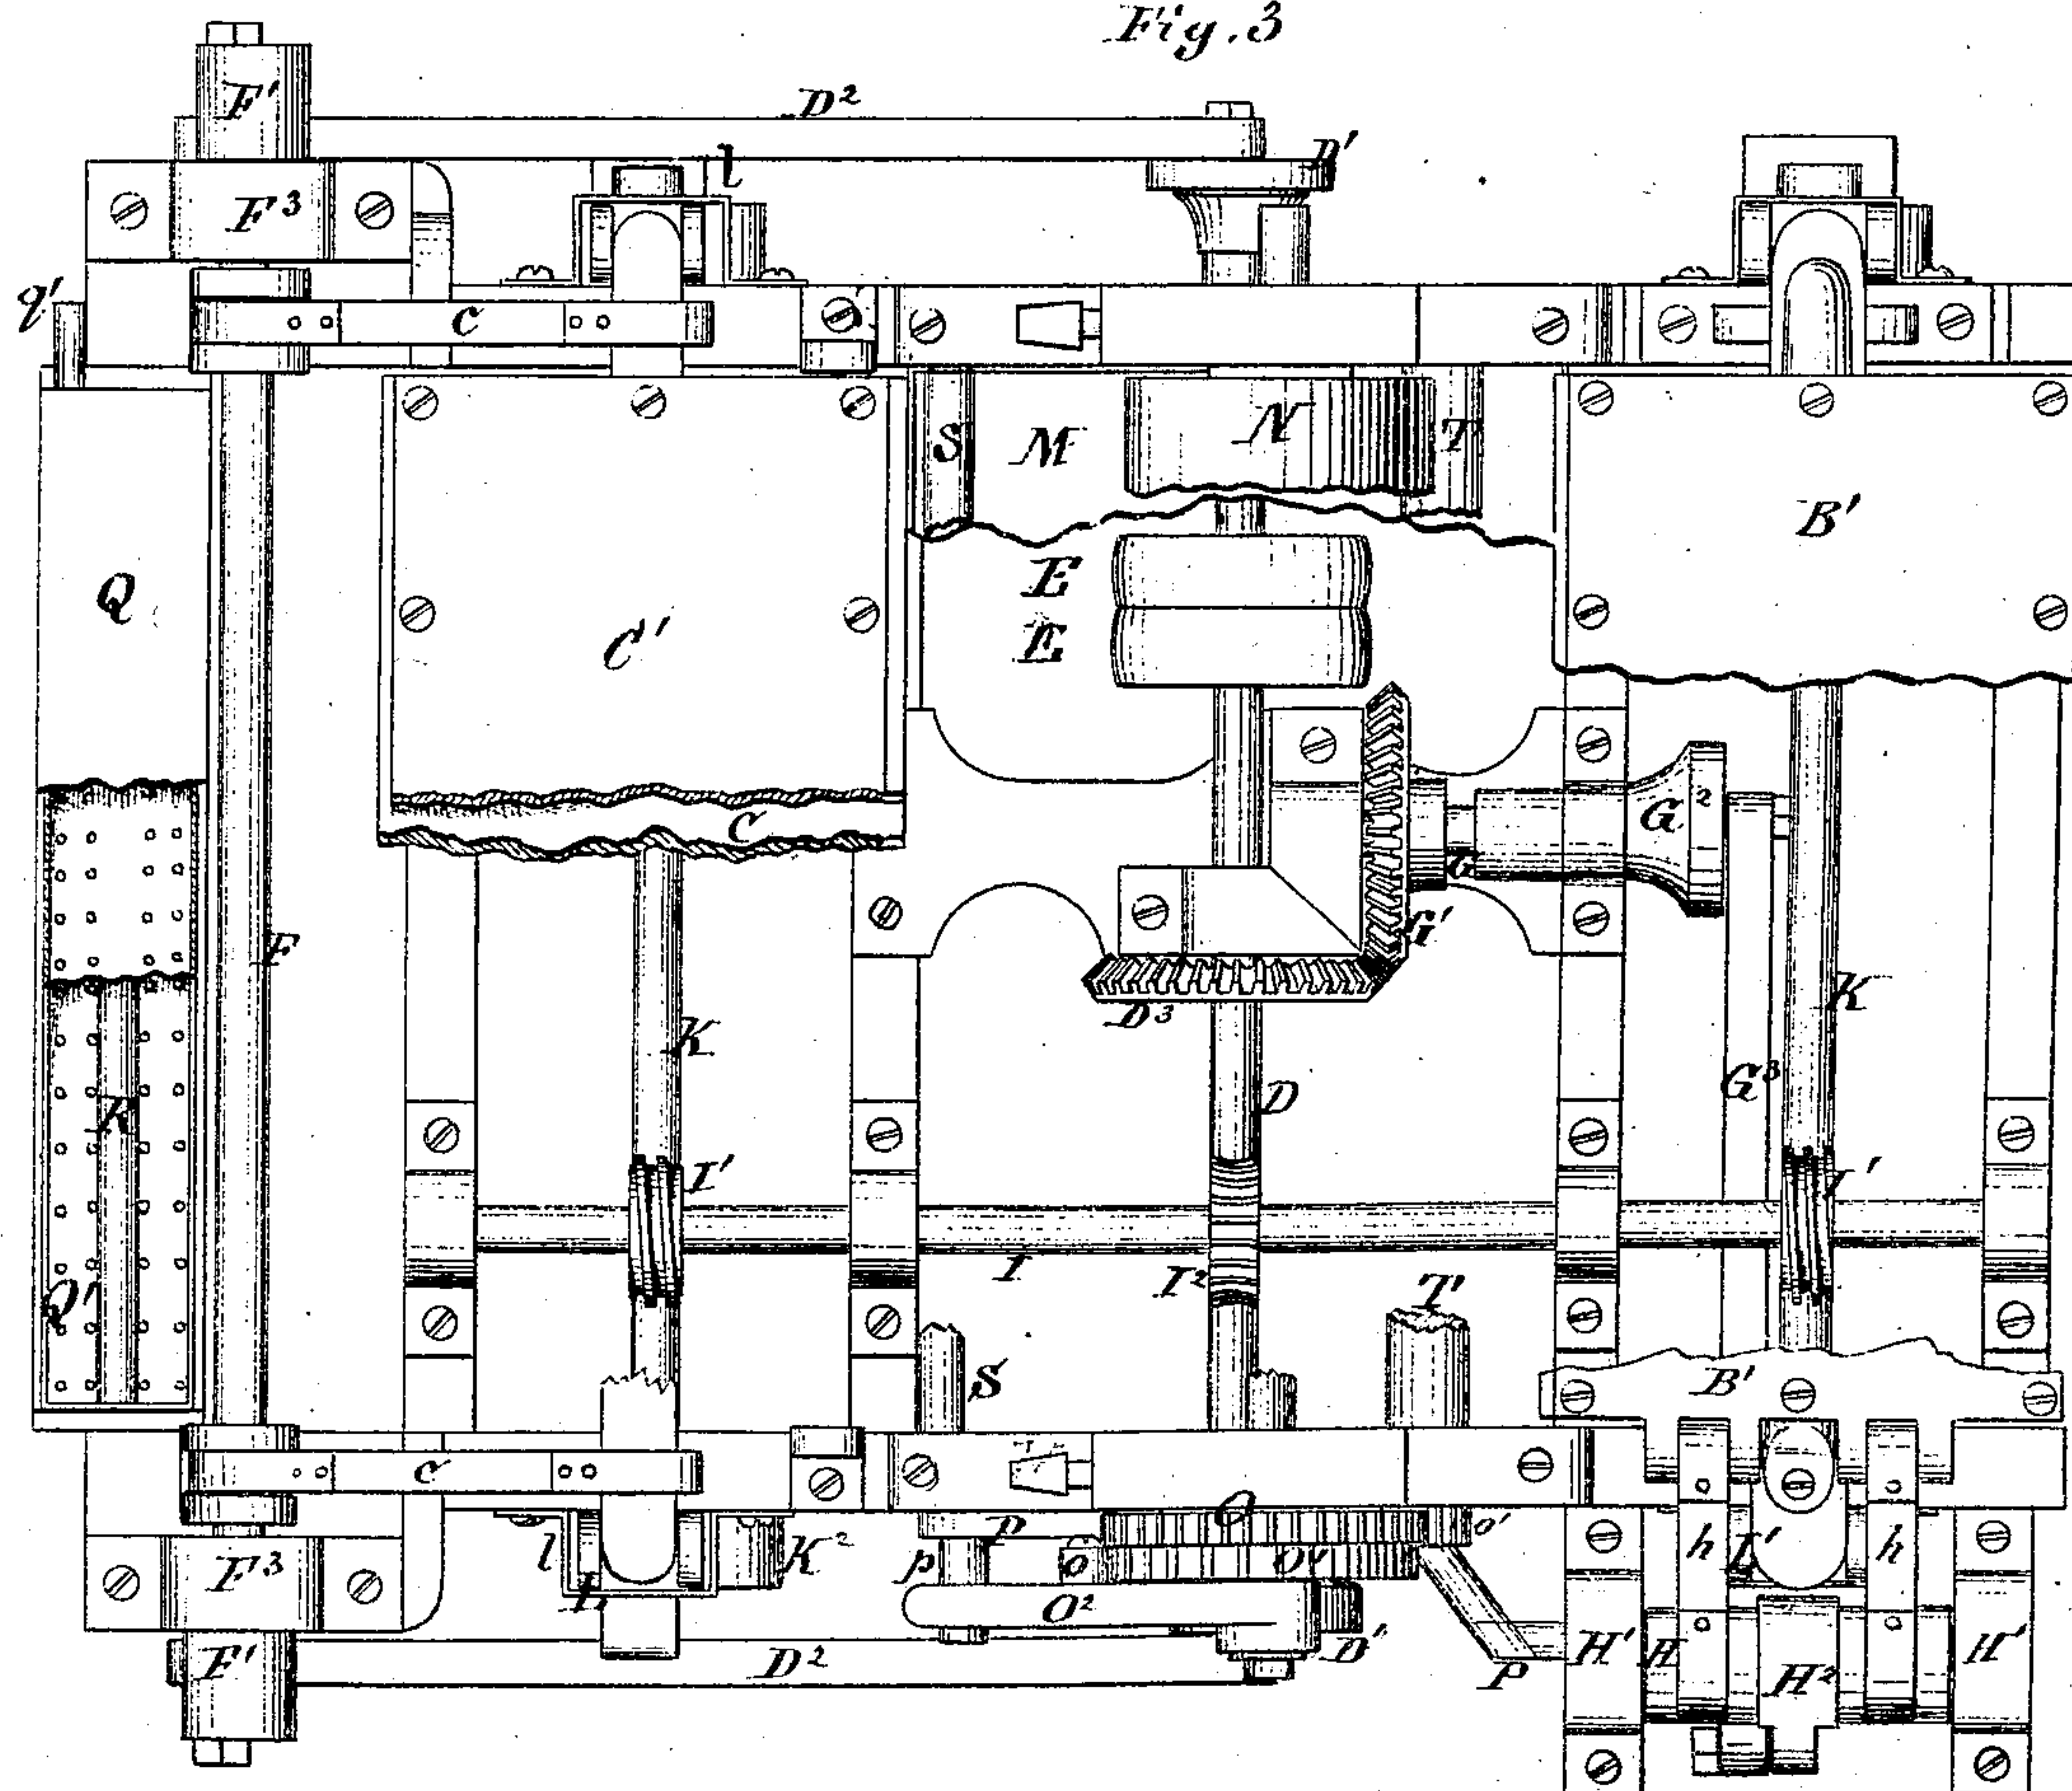 Fig. 3
F'
D²
D'
l
F³
q'
c
S
M
N
T
B'
E
Q
E
C'
G²
C
G
G'
F
K
D³
K
D
G³
R
I'
I'
I
I²
T
Q'
S
B'
c
O
P
o'
l
K²
p
o
O'
h
L'
h
F³
L
O²
F'
D²
D'
P
H'
H
H²
H'